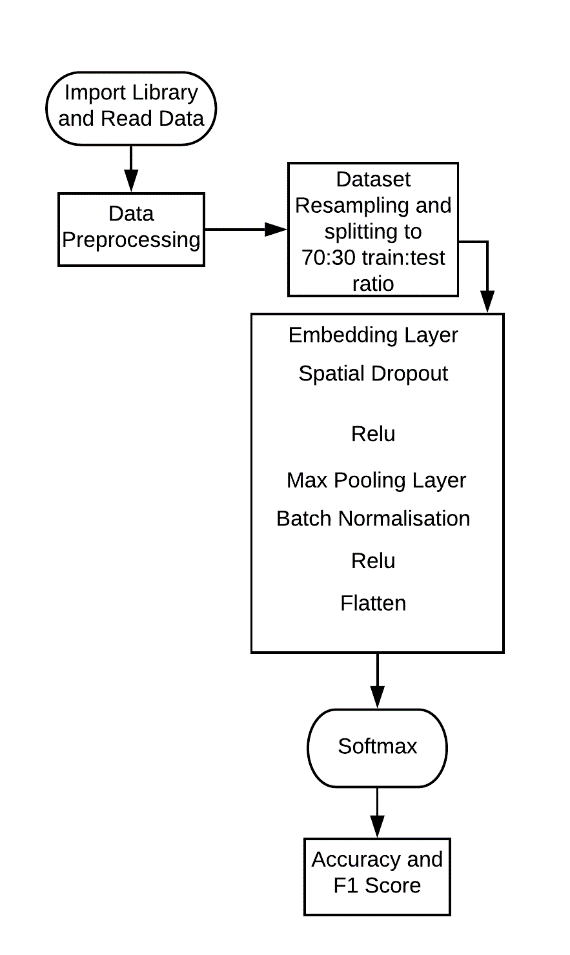 Import Library
and Read Data
Data
Preprocessing
Dataset
Resampling and
splitting to
70:30 train:test
ratio
Embedding Layer
Spatial Dropout
Relu
Max Pooling Layer
Batch Normalisation
Relu
Flatten
Softmax
Accuracy and
F1 Score